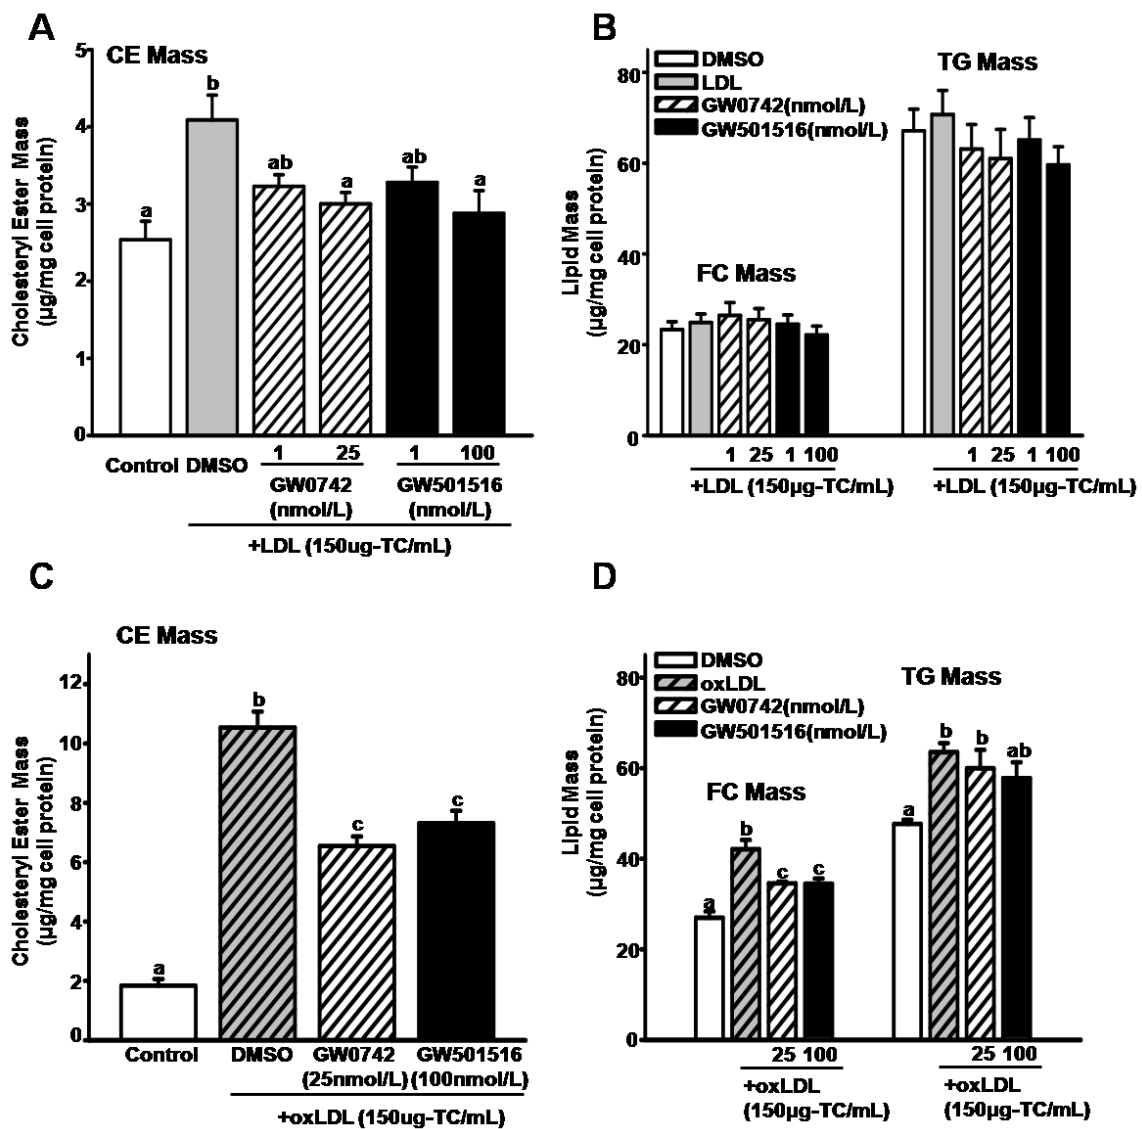 A
CE Mass
Cholesteryl Ester Mass
(µg/mg cell protein)
5
4
3
2
1
0
a
b
ab
a
ab
a
Control DMSO
1 25 1 100
GW0742 GW501516
(nmol/L) (nmol/L)
+LDL (150ug-TC/mL)
B
DMSO
LDL
GW0742(nmol/L)
GW501516(nmol/L)
TG Mass
FC Mass
Lipid Mass
(µg/mg cell protein)
80
60
40
20
0
1 25 1 100 1 25 1 100
+LDL (150µg-TC/mL) +LDL (150µg-TC/mL)
C
CE Mass
Cholesteryl Ester Mass
(µg/mg cell protein)
12
10
8
6
4
2
0
a
b
c
c
Control DMSO GW0742 GW501516
(25nmol/L) (100nmol/L)
+oxLDL (150ug-TC/mL)
D
DMSO
oxLDL
GW0742(nmol/L)
GW501516(nmol/L)
TG Mass
FC Mass
Lipid Mass
(µg/mg cell protein)
80
60
40
20
0
a
b
c
c
a
b
b
ab
25 100 25 100
+oxLDL +oxLDL
(150µg-TC/mL) (150µg-TC/mL)